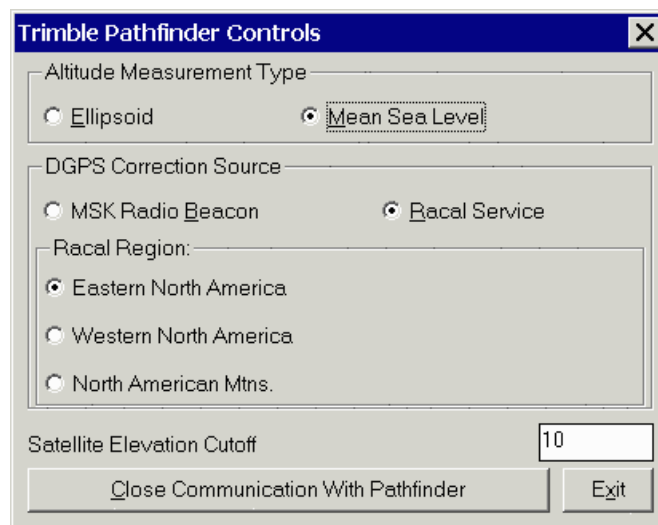 Trimble Pathfinder Controls
Altitude Measurement Type
Ellipsoid Mean Sea Level
DGPS Correction Source
MSK Radio Beacon Racal Service
Racal Region:
Eastern North America
Western North America
North American Mtns.
Satellite Elevation Cutoff 10
Close Communication With Pathfinder Exit